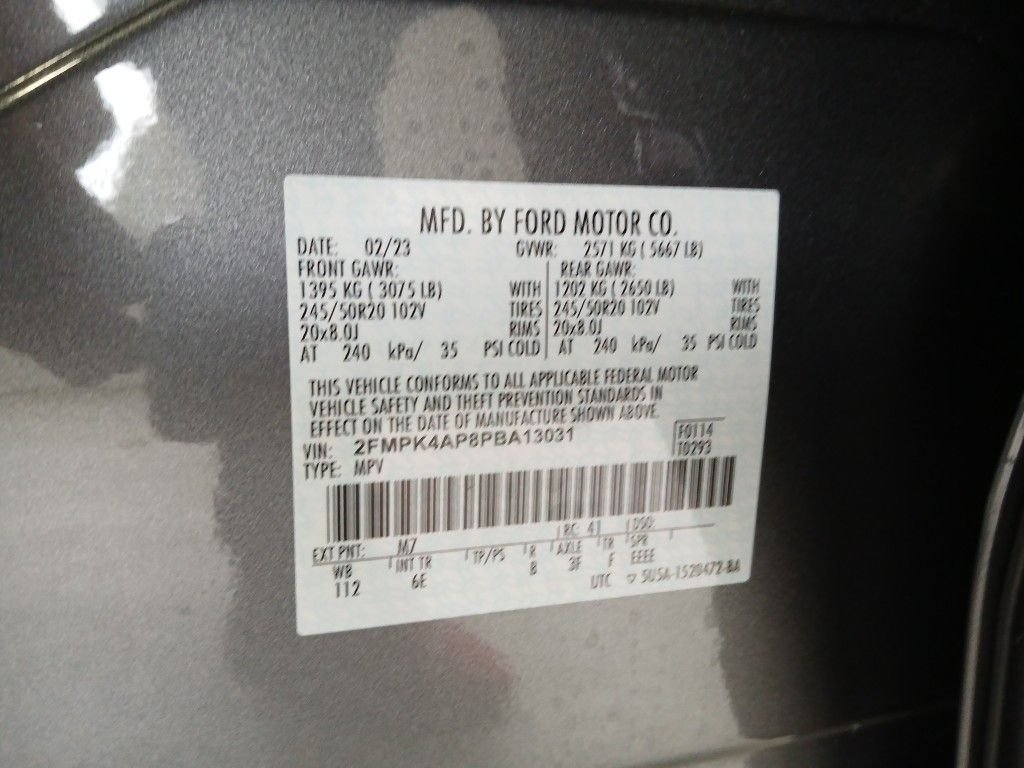 MFD. BY FORD MOTOR CO.
DATE: 02/23 GVWR: 2571 KG ( 5667 LB)
FRONT GAWR: REAR GAWR:
1395 KG ( 3075 LB) WITH 1202 KG ( 2650 LB) WITH
245/50R20 102V TIRES 245/50R20 102V TIRES
20x8.0J RIMS 20x8.0J RIMS
AT 240 kPa/ 35 PSI COLD AT 240 kPa/ 35 PSI COLD
THIS VEHICLE CONFORMS TO ALL APPLICABLE FEDERAL MOTOR
VEHICLE SAFETY AND THEFT PREVENTION STANDARDS IN
EFFECT ON THE DATE OF MANUFACTURE SHOWN ABOVE.
VIN: 2FMPK4AP8PBA13031 F0114
TYPE: MPV T0293
EXT PNT: M7 RC: 41 DSO:
WB INT TR TP/PS R AXLE TR SPR
112 6E B 3F F EEEE
UTC ▽ 5U5A-1520472-BA